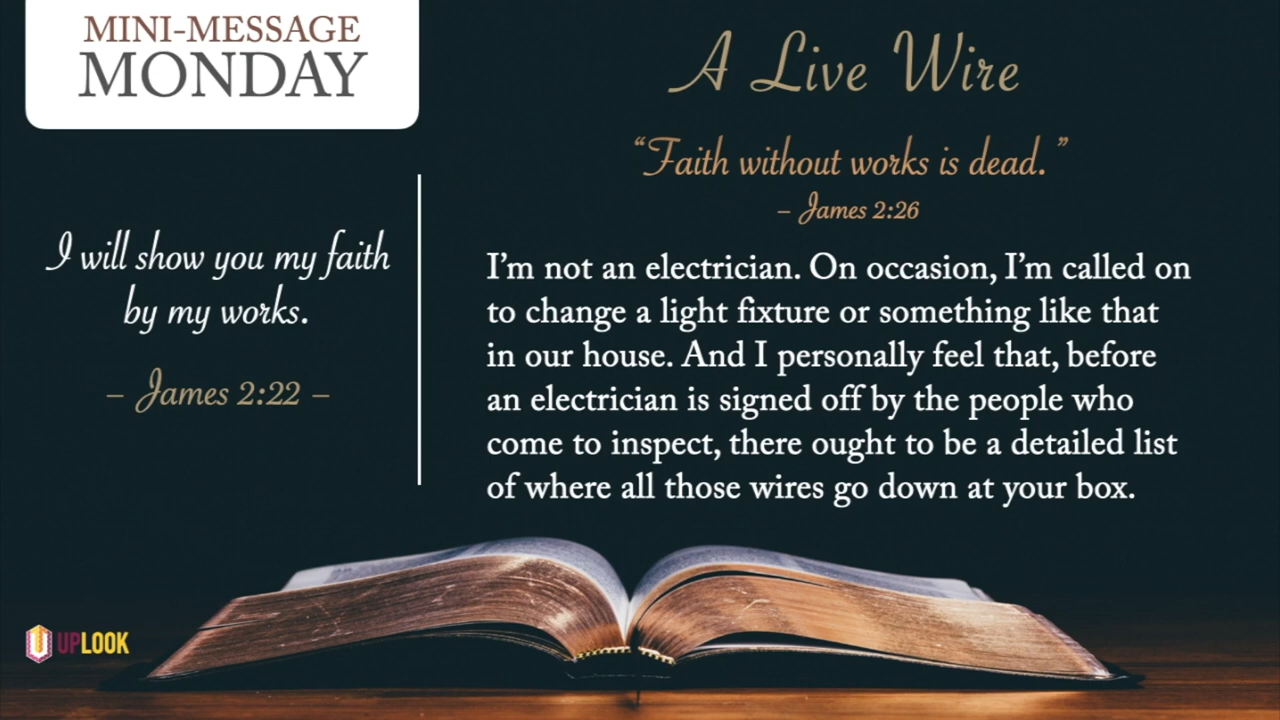 MINI-MESSAGE
MONDAY
I will show you my faith
by my works.
– James 2:22 –
A Live Wire
“Faith without works is dead.”
– James 2:26
I’m not an electrician. On occasion, I’m called on
to change a light fixture or something like that
in our house. And I personally feel that, before
an electrician is signed off by the people who
come to inspect, there ought to be a detailed list
of where all those wires go down at your box.
UPLOOK